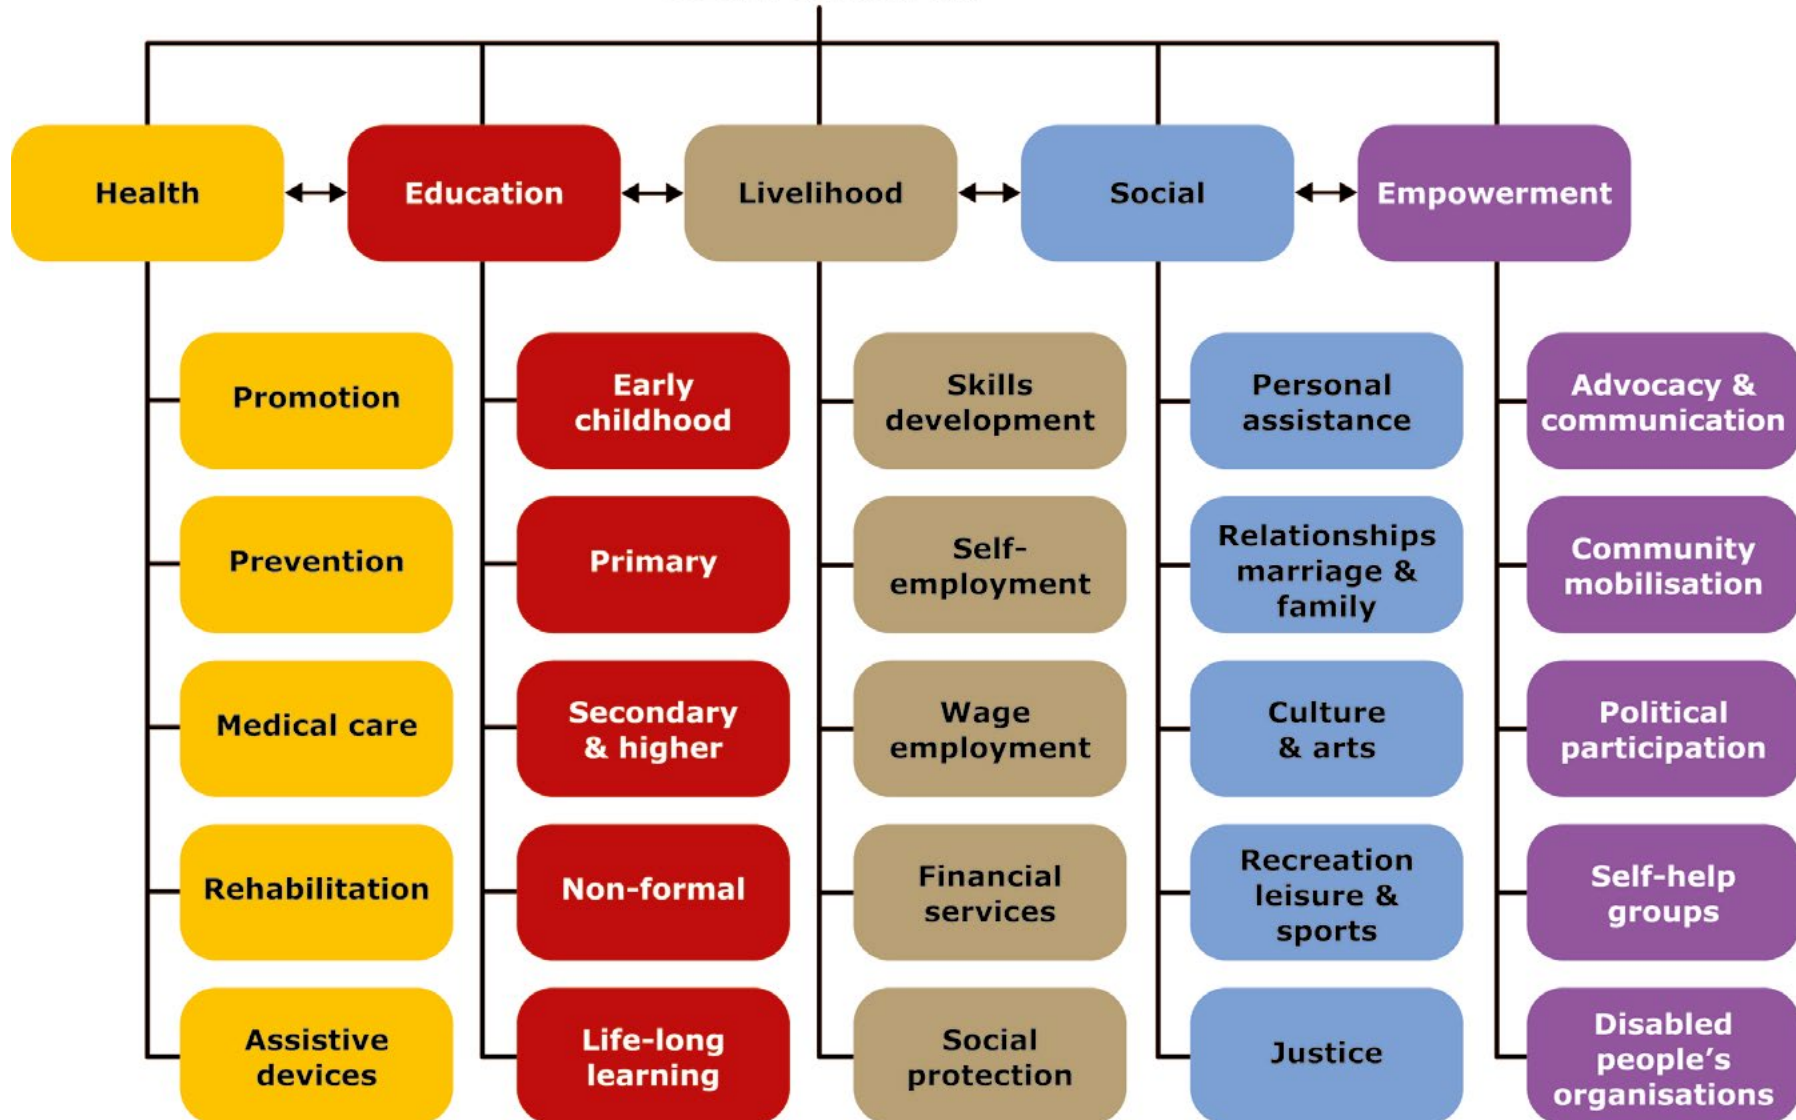 Health
Education
Livelihood
Social
Empowerment
Promotion
Prevention
Medical care
Rehabilitation
Assistive
devices
Early
childhood
Primary
Secondary
& higher
Non-formal
Life-long
learning
Skills
development
Self-
employment
Wage
employment
Financial
services
Social
protection
Personal
assistance
Relationships
marriage &
family
Culture
& arts
Recreation
leisure &
sports
Justice
Advocacy &
communication
Community
mobilisation
Political
participation
Self-help
groups
Disabled
people’s
organisations